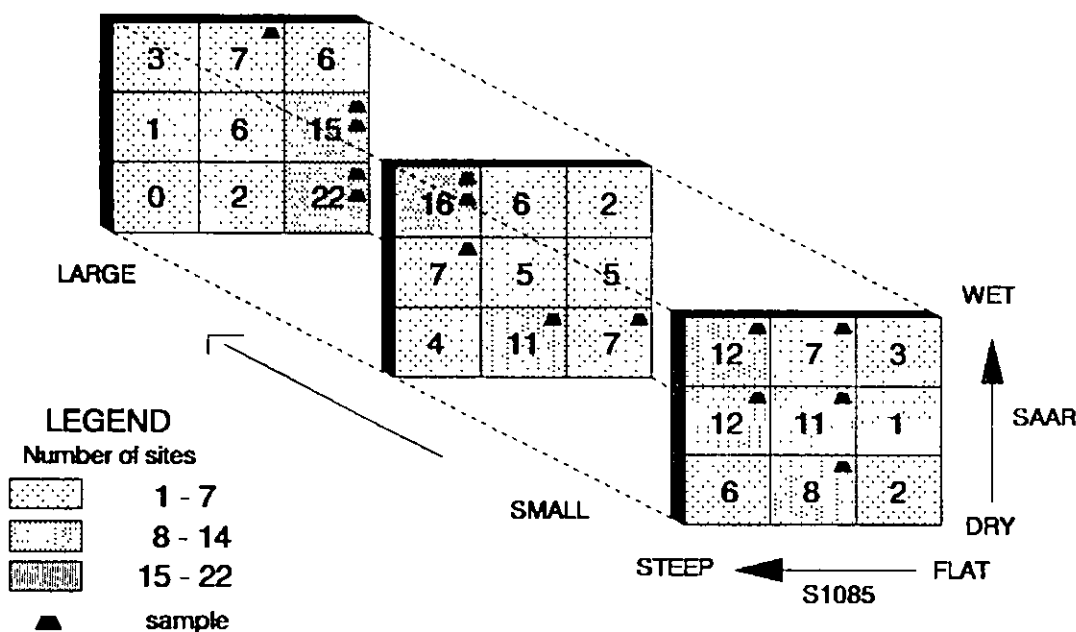 3 7 6
1 6 15
0 2 22
LARGE
16 6 2
7 5 5
4 11 7
SMALL
12 7 3
12 11 1
6 8 2
WET
SAAR
DRY
STEEP
FLAT
S1085
LEGEND
Number of sites
1 - 7
8 - 14
15 - 22
sample